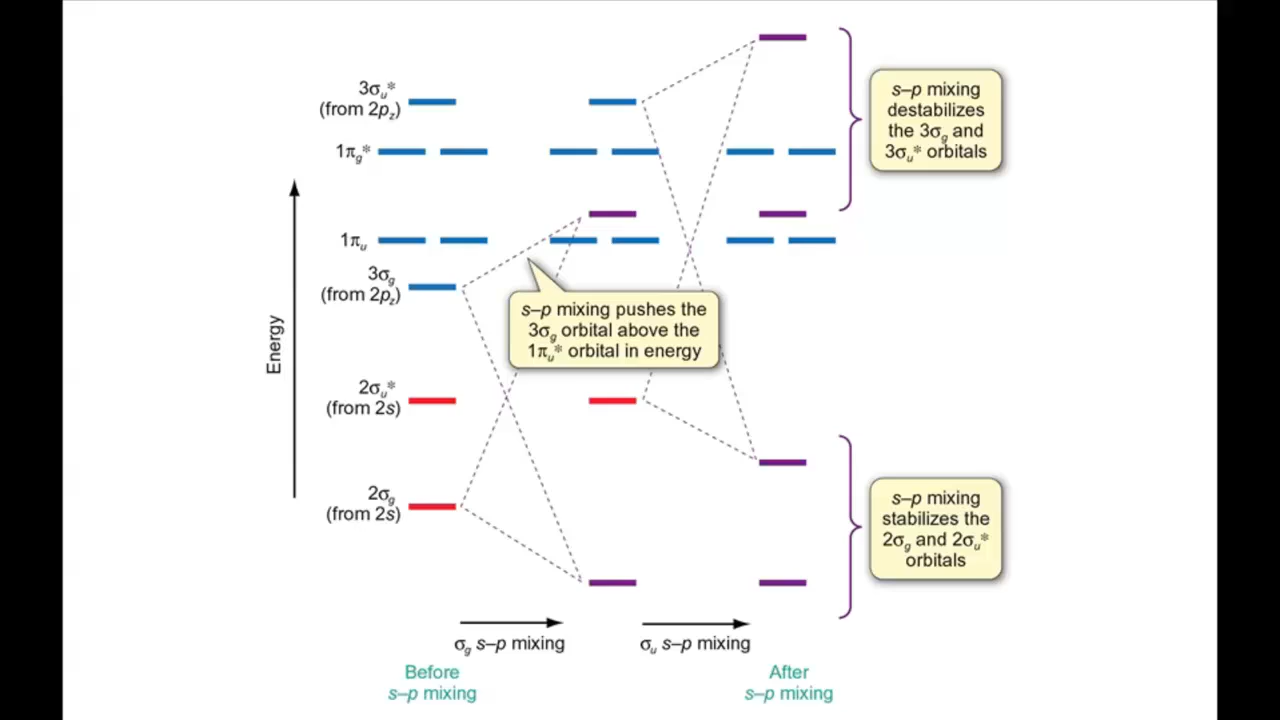 3σu*
(from 2pz)
1πg*
1πu
3σg
(from 2pz)
2σu*
(from 2s)
2σg
(from 2s)
Energy
s–p mixing pushes the
3σg orbital above the
1πu* orbital in energy
s–p mixing
destabilizes
the 3σg and
3σu* orbitals
s–p mixing
stabilizes the
2σg and 2σu*
orbitals
σg s–p mixing
σu s–p mixing
Before
s–p mixing
After
s–p mixing